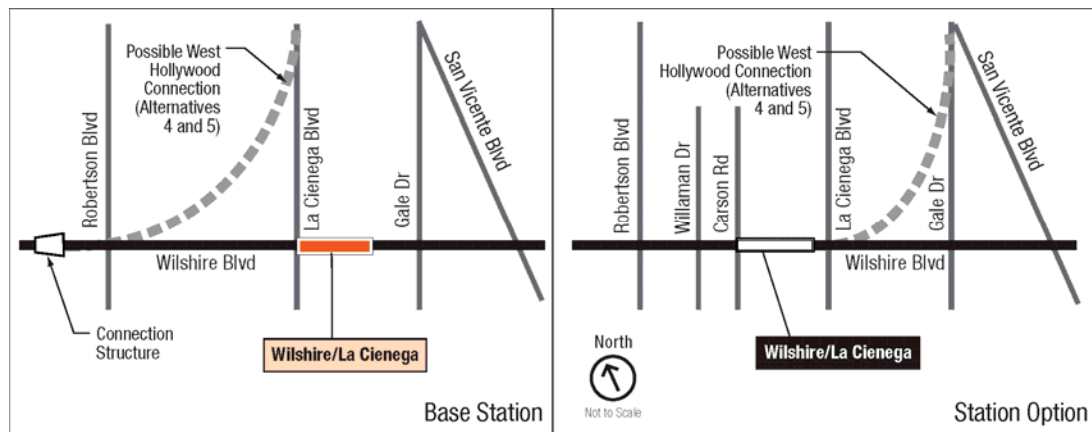 Possible West
Hollywood
Connection
(Alternatives
4 and 5)
Robertson Blvd
La Cienega Blvd
Gale Dr
San Vicente Blvd
Wilshire Blvd
Connection
Structure
Wilshire/La Cienega
Base Station
Possible West
Hollywood Connection
(Alternatives
4 and 5)
Robertson Blvd
Willaman Dr
Carson Rd
La Cienega Blvd
Gale Dr
San Vicente Blvd
Wilshire Blvd
North
Not to Scale
Wilshire/La Cienega
Station Option